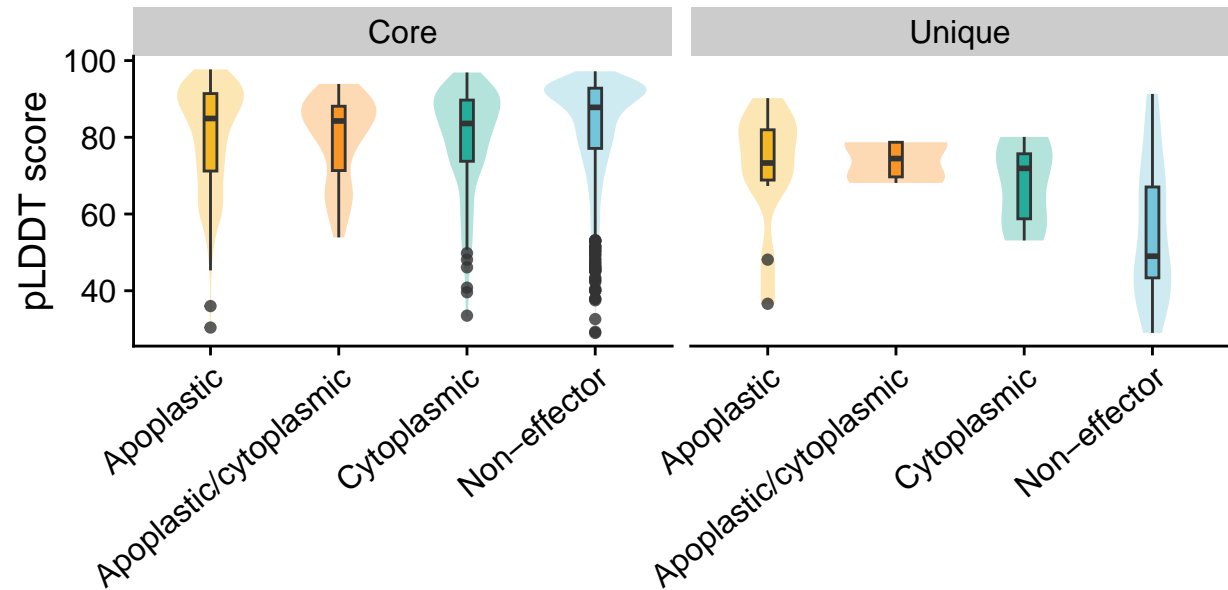 Core
Unique
pLDDT score
100
80
60
40
Apoplastic
Apoplastic/cytoplasmic
Cytoplasmic
Non−effector
Apoplastic
Apoplastic/cytoplasmic
Cytoplasmic
Non−effector